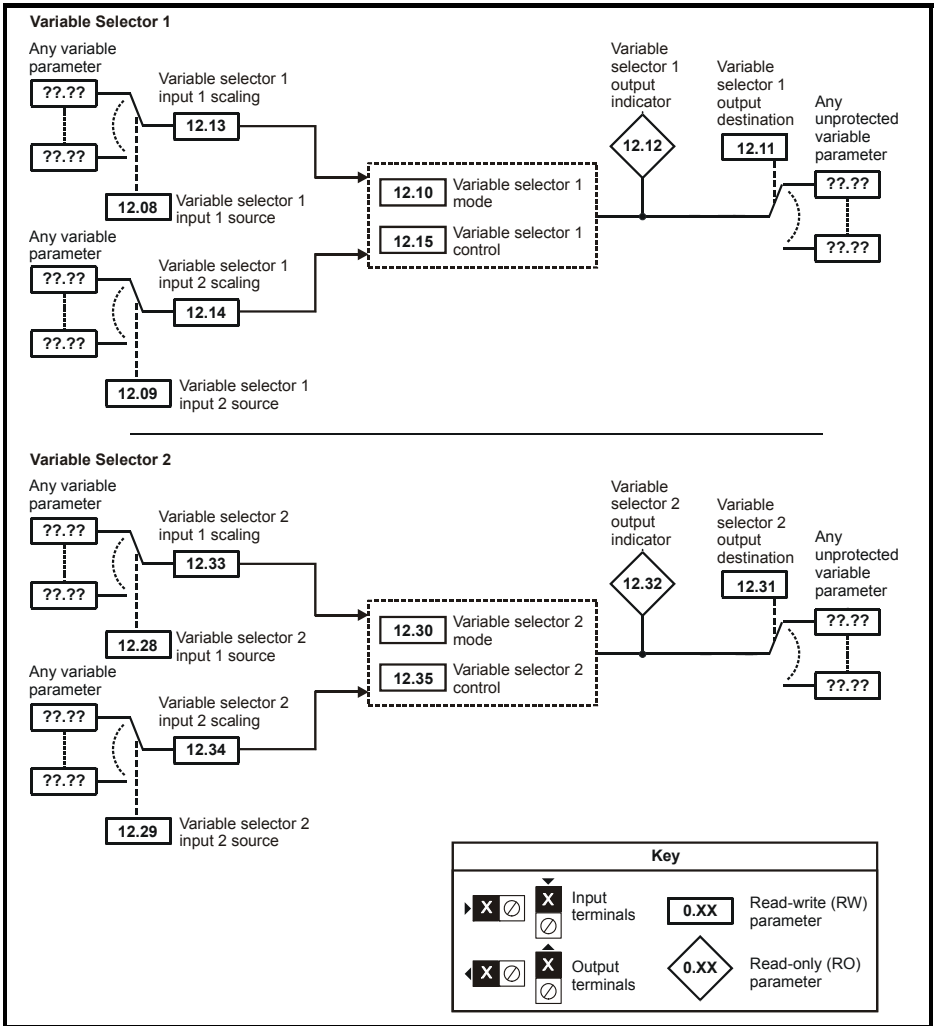 Variable Selector 1
Any variable
parameter
??.??
??.??
Variable selector 1
input 1 scaling
12.13
12.08
Variable selector 1
input 1 source
Any variable
parameter
??.??
??.??
Variable selector 1
input 2 scaling
12.14
12.09
Variable selector 1
input 2 source
12.10
Variable selector 1
mode
12.15
Variable selector 1
control
Variable
selector 1
output
indicator
12.12
Variable
selector 1
output
destination
12.11
Any
unprotected
variable
parameter
??.??
??.??
Variable Selector 2
Any variable
parameter
??.??
??.??
Variable selector 2
input 1 scaling
12.33
12.28
Variable selector 2
input 1 source
Any variable
parameter
??.??
??.??
Variable selector 2
input 2 scaling
12.34
12.29
Variable selector 2
input 2 source
12.30
Variable selector 2
mode
12.35
Variable selector 2
control
Variable
selector 2
output
indicator
12.32
Variable
selector 2
output
destination
12.31
Any
unprotected
variable
parameter
??.??
??.??
Key
X
X
Input
terminals
0.XX
Read-write (RW)
parameter
X
X
Output
terminals
0.XX
Read-only (RO)
parameter